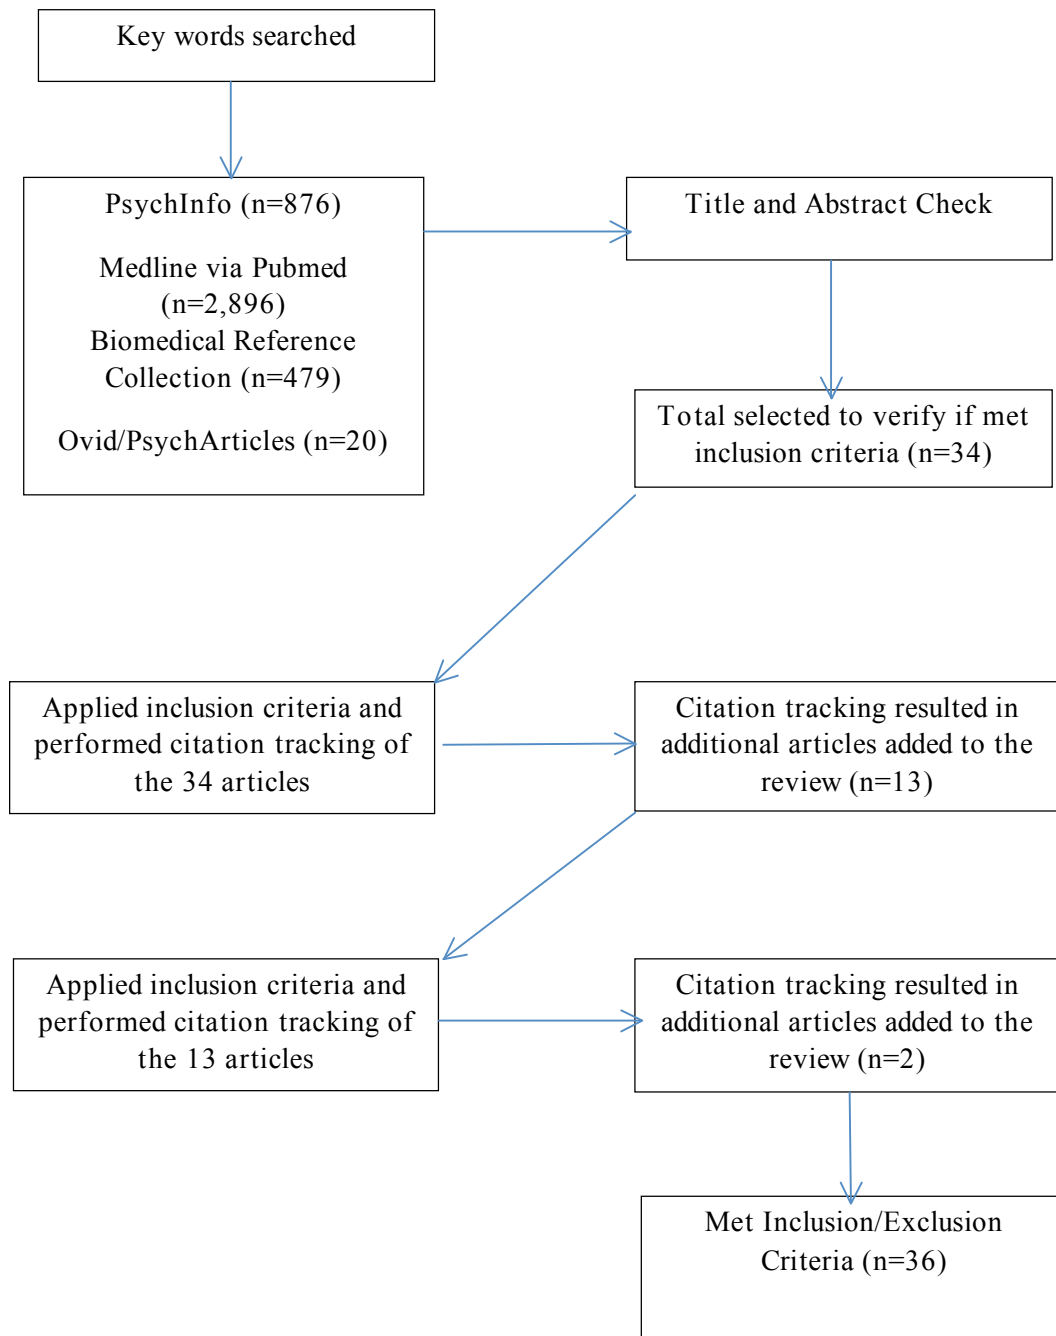 Key words searched
PsychInfo (n=876)
Medline via Pubmed
(n=2,896)
Biomedical Reference
Collection (n=479)
Ovid/PsychArticles (n=20)
Title and Abstract Check
Total selected to verify if met
inclusion criteria (n=34)
Applied inclusion criteria and
performed citation tracking of
the 34 articles
Citation tracking resulted in
additional articles added to the
review (n=13)
Applied inclusion criteria and
performed citation tracking of
the 13 articles
Citation tracking resulted in
additional articles added to the
review (n=2)
Met Inclusion/Exclusion
Criteria (n=36)